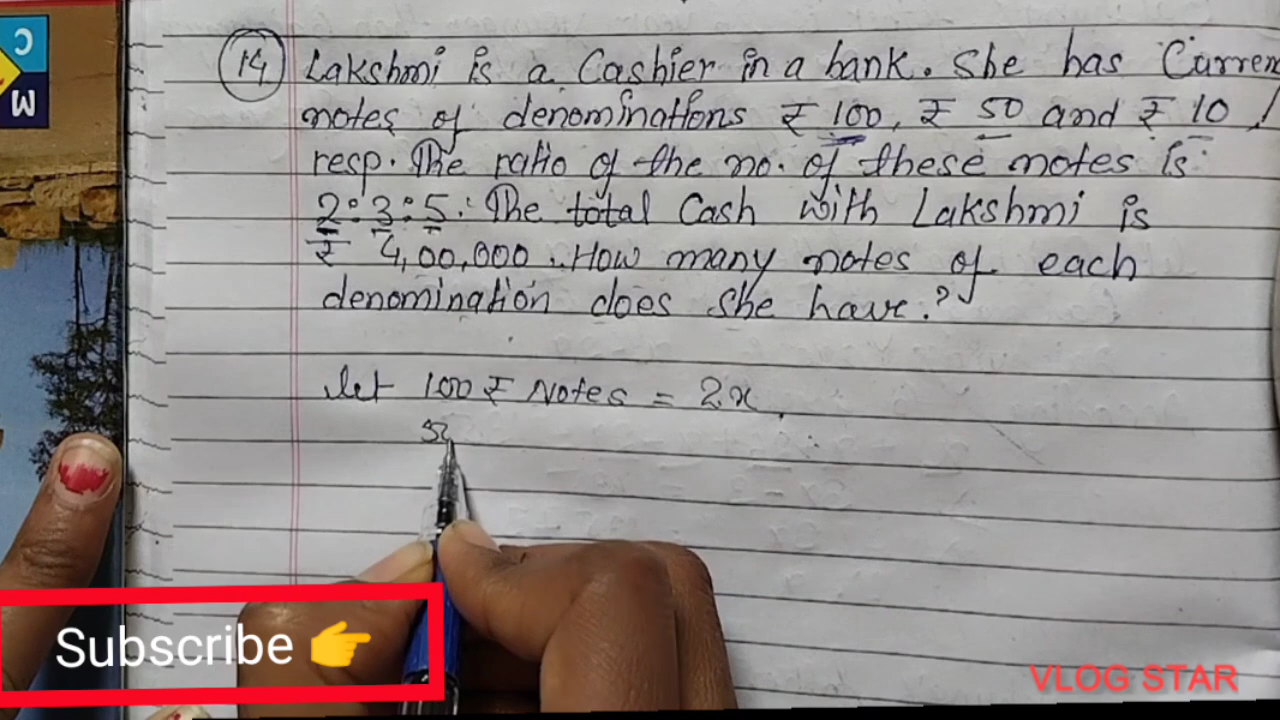 14 Lakshmi is a Cashier in a bank. She has Curren
notes of denominations ₹ 100, ₹ 50 and ₹ 10
resp. The ratio of the no. of these notes is
2:3:5. The total Cash with Lakshmi is
₹ 4,00,000. How many notes of each
denomination does she have?
let 100 ₹ Notes = 2x
50
Subscribe 👉
VLOG STAR